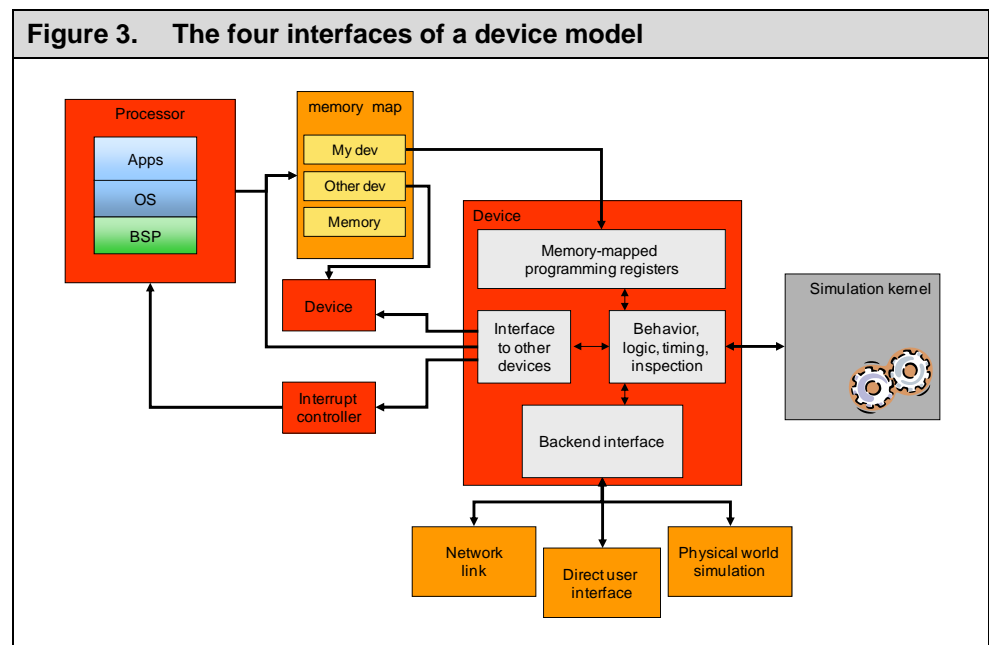 Figure 3. The four interfaces of a device model
Processor
Apps
OS
BSP
memory map
My dev
Other dev
Memory
Device
Interrupt
controller
Device
Memory-mapped
programming registers
Interface
to other
devices
Behavior,
logic, timing,
inspection
Backend interface
Simulation kernel
Network
link
Direct user
interface
Physical world
simulation